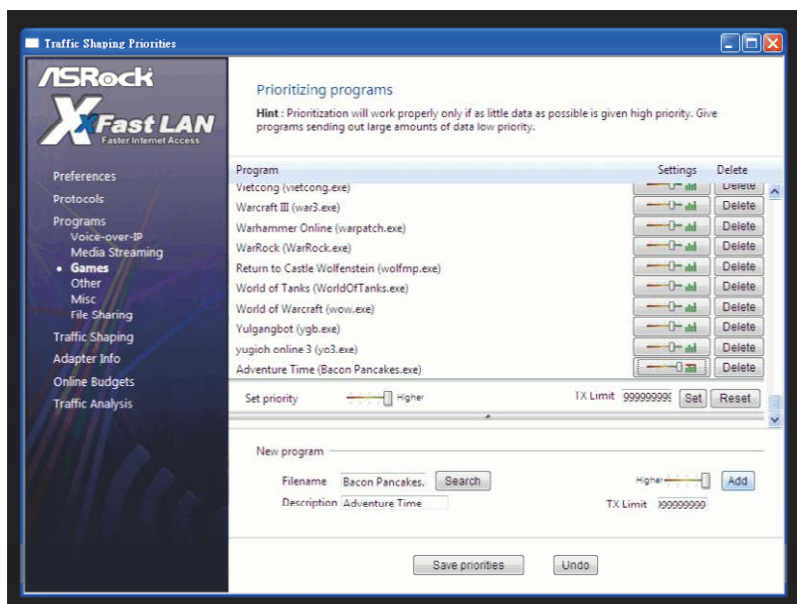 Traffic Shaping Priorities
ASRock
XFast LAN
Faster Internet Access
Preferences
Protocols
Programs
Voice-over-IP
Media Streaming
Games
Other
Misc
File Sharing
Traffic Shaping
Adapter Info
Online Budgets
Traffic Analysis
Prioritizing programs
Hint : Prioritization will work properly only if as little data as possible is given high priority. Give
programs sending out large amounts of data low priority.
Program Settings Delete
Vietcong (vietcong.exe) Delete
Warcraft III (war3.exe) Delete
Warhammer Online (warpatch.exe) Delete
WarRock (WarRock.exe) Delete
Return to Castle Wolfenstein (wolfmp.exe) Delete
World of Tanks (WorldOfTanks.exe) Delete
World of Warcraft (wow.exe) Delete
Yulgangbot (ygb.exe) Delete
yugioh online 3 (yo3.exe) Delete
Adventure Time (Bacon Pancakes.exe) Delete
Set priority Higher TX Limit 99999999 Set Reset
New program
Filename Bacon Pancakes. Search Higher Add
Description Adventure Time TX Limit 99999999
Save priorities Undo